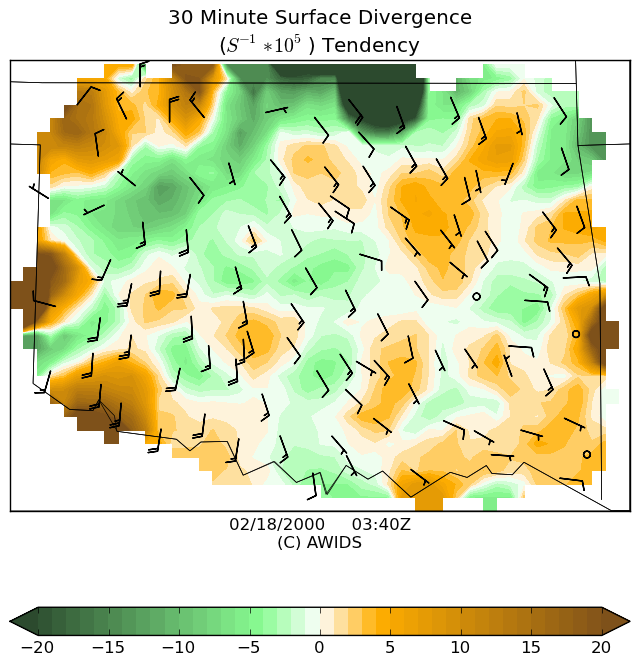 30 Minute Surface Divergence
(S⁻¹ * 10⁵ ) Tendency
02/18/2000 03:40Z
(C) AWIDS
−20 −15 −10 −5 0 5 10 15 20